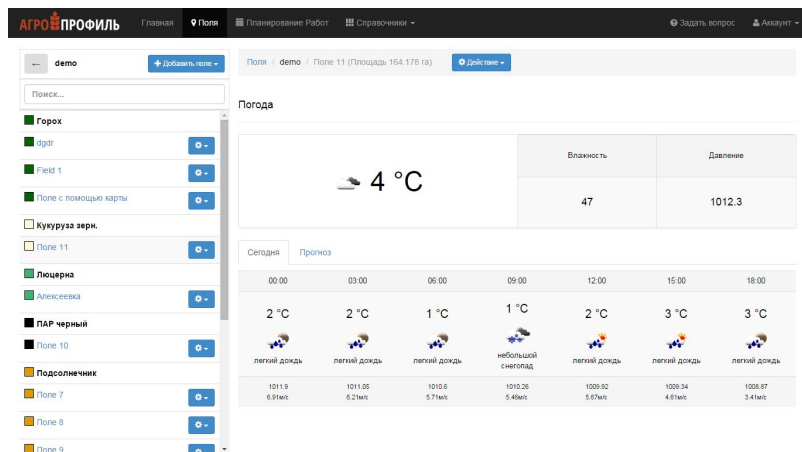 АГРОПРОФИЛЬ Главная Поля Планирование Работ Справочники Задать вопрос Аккаунт
← demo + Добавить поле
Поля / demo / Поле 11 (Площадь 164.178 га) Действие
Поиск...
Погода
Горох
dgdr
Field 1
Поле с помощью карты
Кукуруза зерн.
Поле 11
Люцерна
Алексеевка
ПАР черный
Поле 10
Подсолнечник
Поле 7
Поле 8
Поле 9
Влажность Давление
4 °C
47 1012.3
Сегодня Прогноз
00:00 03:00 06:00 09:00 12:00 15:00 18:00
2 °C 2 °C 1 °C 1 °C 2 °C 3 °C 3 °C
легкий дождь легкий дождь легкий дождь небольшой снегопад легкий дождь легкий дождь легкий дождь
1011.9 1011.05 1010.6 1010.26 1009.92 1009.34 1008.87
6.91м/с 6.21м/с 5.71м/с 5.46м/с 5.67м/с 4.61м/с 3.41м/с